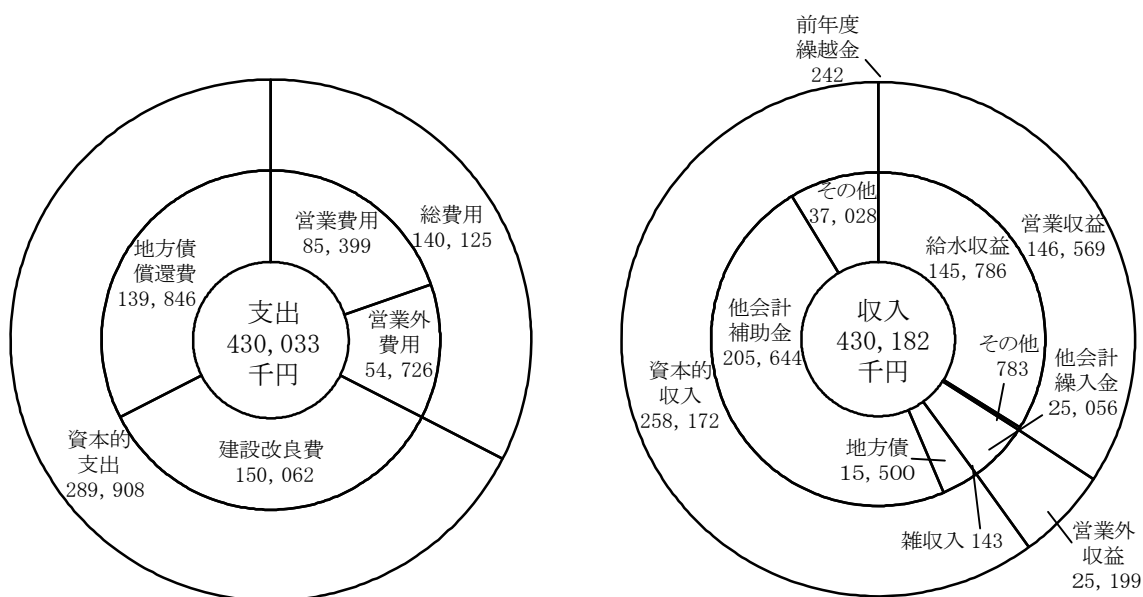 営業費用
85,399
総費用
140,125
地方債
償還費
139,846
支出
430,033
千円
営業外
費用
54,726
資本的
支出
289,908
建設改良費
150,062
前年度
繰越金
242
その他
37,028
給水収益
145,786
営業収益
146,569
他会計
補助金
205,644
収入
430,182
千円
その他
783
他会計
繰入金
25,056
資本的
収入
258,172
地方債
15,500
雑収入 143
営業外
収益
25,199